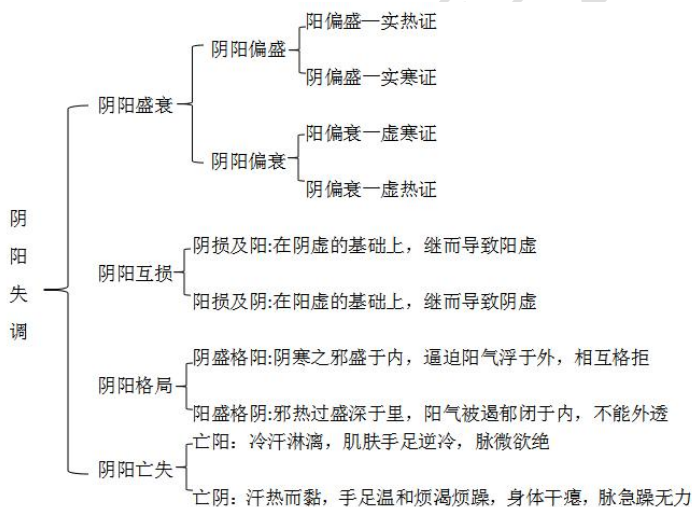 阴阳失调
阴阳盛衰
阴阳偏盛
阳偏盛一实热证
阴偏盛一实寒证
阴阳偏衰
阳偏衰一虚寒证
阴偏衰一虚热证
阴阳互损
阴损及阳:在阴虚的基础上，继而导致阳虚
阳损及阴:在阳虚的基础上，继而导致阴虚
阴阳格局
阴盛格阳:阴寒之邪盛于内，逼迫阳气浮于外，相互格拒
阳盛格阴:邪热过盛深于里，阳气被遏郁闭于内，不能外透
阴阳亡失
亡阳：冷汗淋漓，肌肤手足逆冷，脉微欲绝
亡阴：汗热而黏，手足温和烦渴烦躁，身体干瘪，脉急躁无力